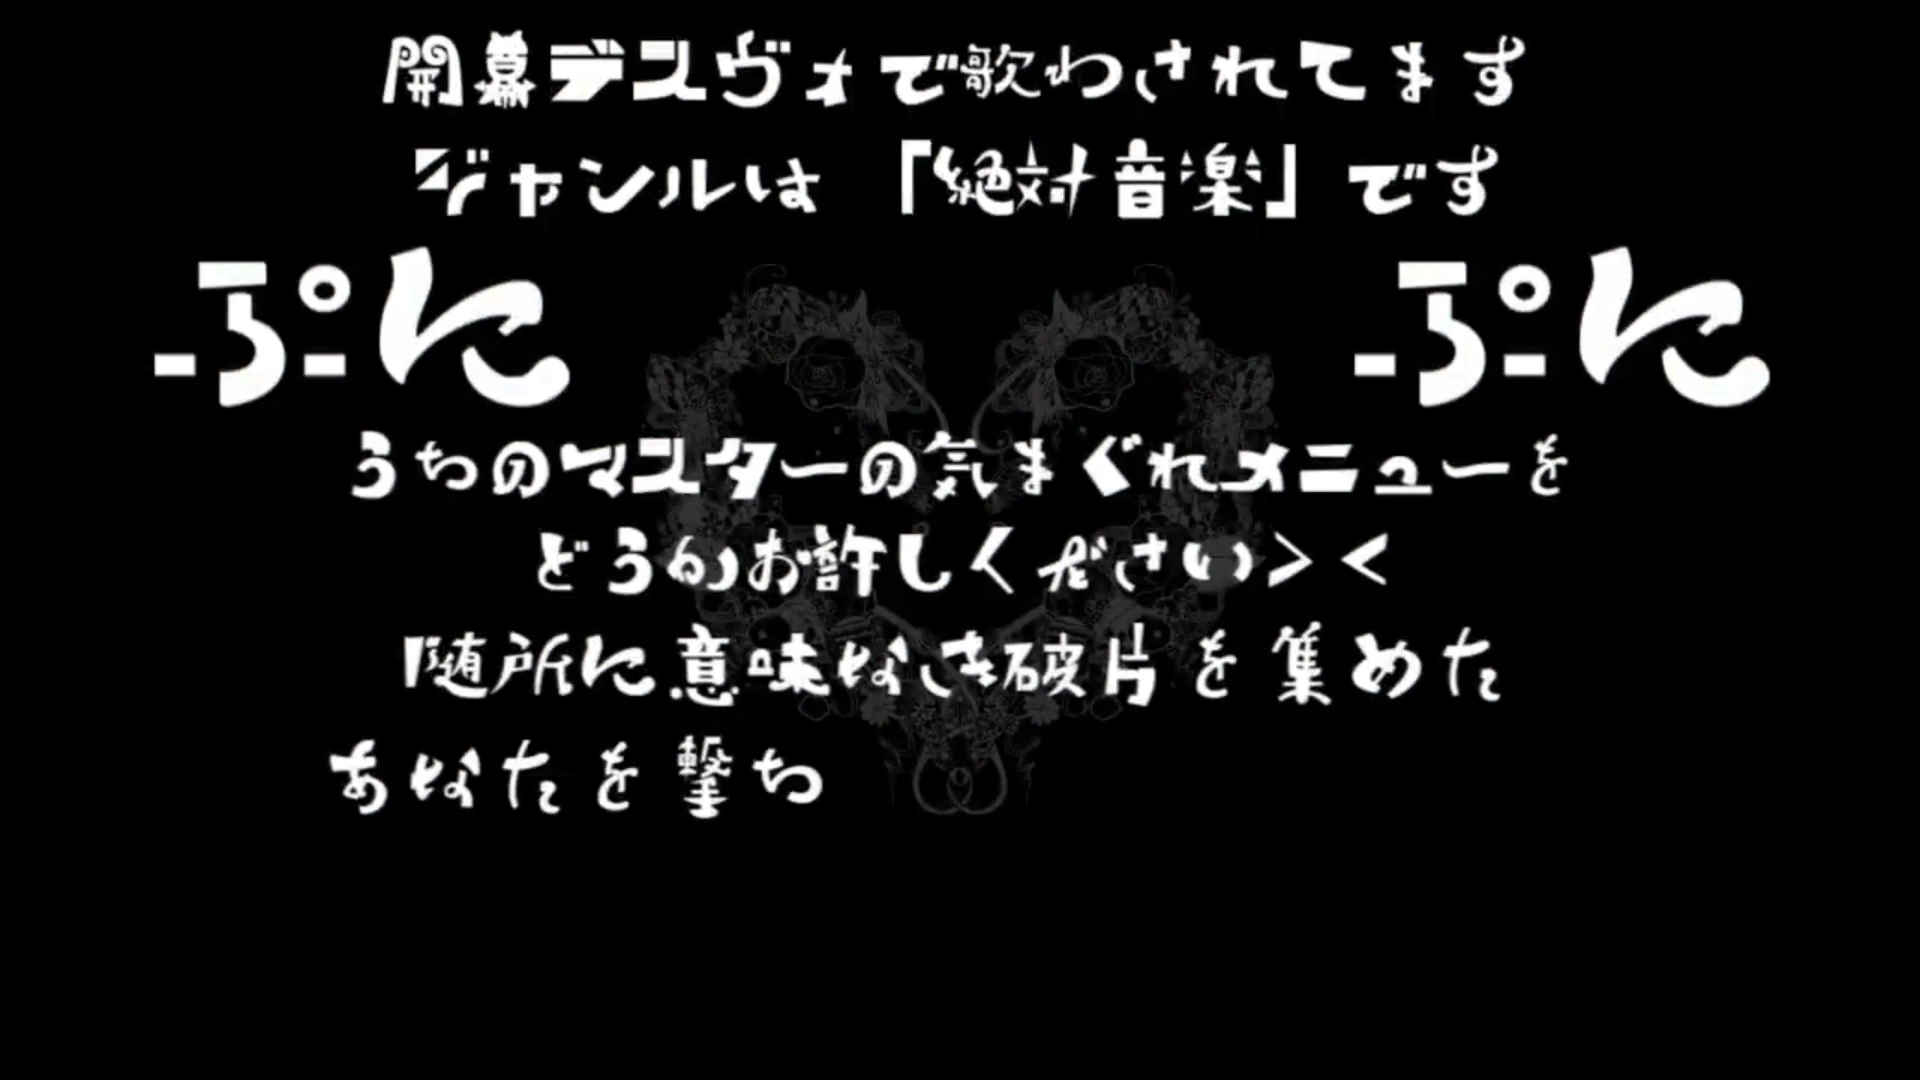 開幕デスヴォで歌わされてます
ジャンルは 「絶対音楽」 です
ぷに ぷに
うちのマスターの気まぐれメニューを
どうかお許しください＞＜
「随所に意味なき破片を集めた
あなたを撃ち